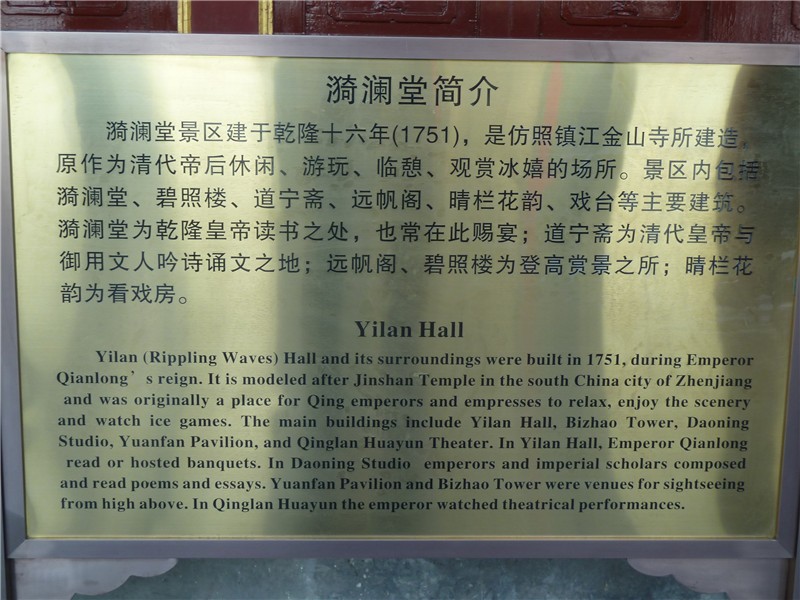 漪澜堂简介
漪澜堂景区建于乾隆十六年(1751)，是仿照镇江金山寺所建造，
原作为清代帝后休闲、游玩、临憩、观赏冰嬉的场所。景区内包括
漪澜堂、碧照楼、道宁斋、远帆阁、晴栏花韵、戏台等主要建筑。
漪澜堂为乾隆皇帝读书之处，也常在此赐宴；道宁斋为清代皇帝与
御用文人吟诗诵文之地；远帆阁、碧照楼为登高赏景之所；晴栏花
韵为看戏房。
Yilan Hall
Yilan (Rippling Waves) Hall and its surroundings were built in 1751, during Emperor
Qianlong's reign. It is modeled after Jinshan Temple in the south China city of Zhenjiang
and was originally a place for Qing emperors and empresses to relax, enjoy the scenery
and watch ice games. The main buildings include Yilan Hall, Bizhao Tower, Daoning
Studio, Yuanfan Pavilion, and Qinglan Huayun Theater. In Yilan Hall, Emperor Qianlong
read or hosted banquets. In Daoning Studio emperors and imperial scholars composed
and read poems and essays. Yuanfan Pavilion and Bizhao Tower were venues for sightseeing
from high above. In Qinglan Huayun the emperor watched theatrical performances.